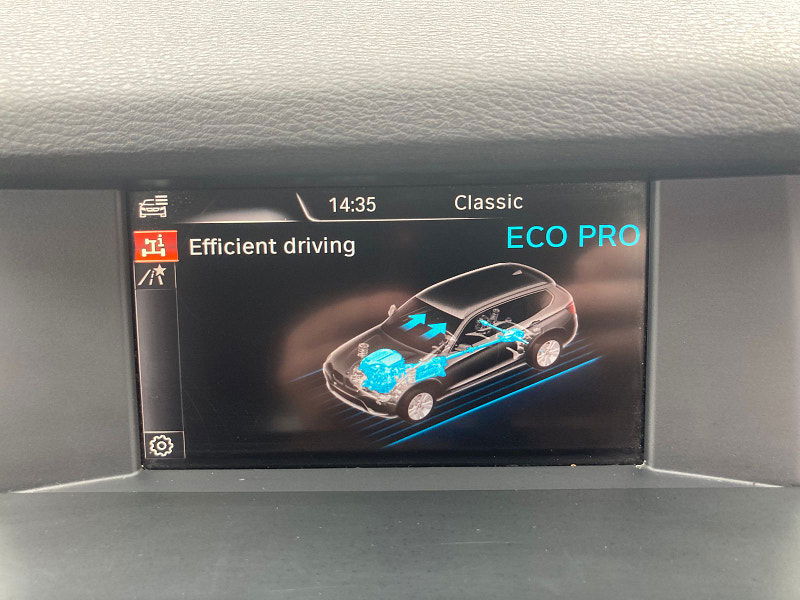 14:35 Classic
Efficient driving ECO PRO